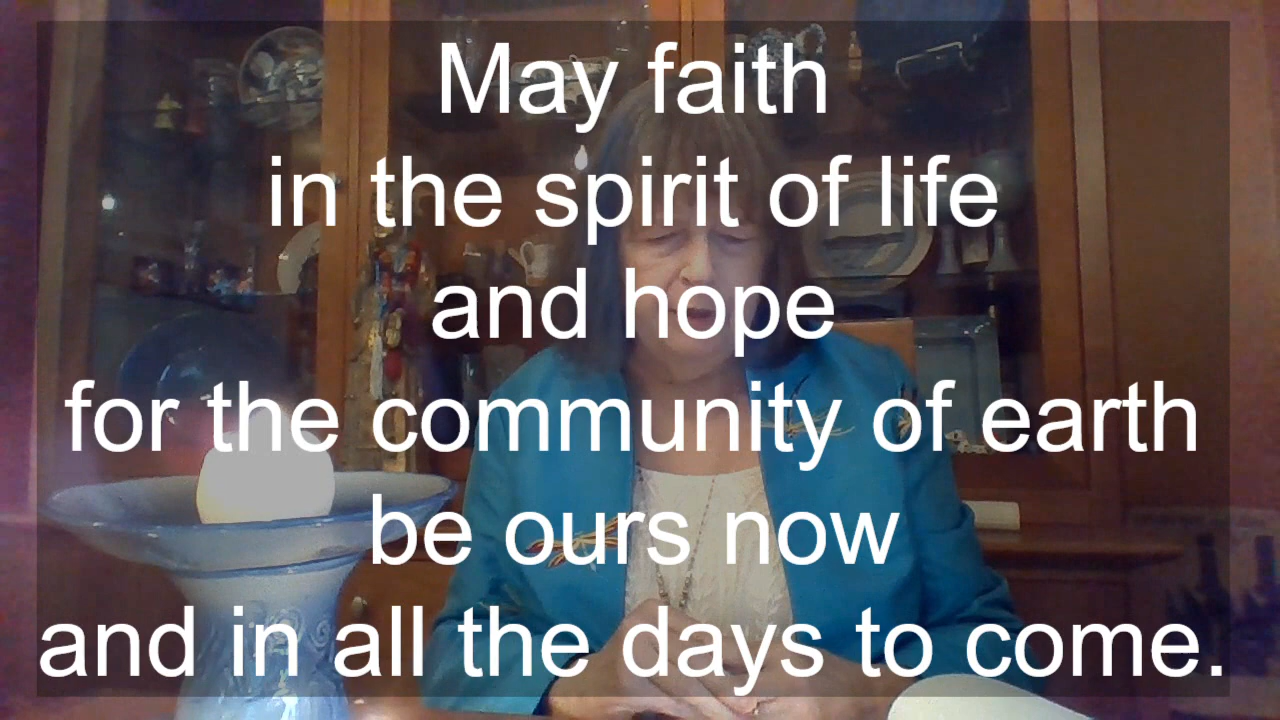 May faith
in the spirit of life
and hope
for the community of earth
be ours now
and in all the days to come.